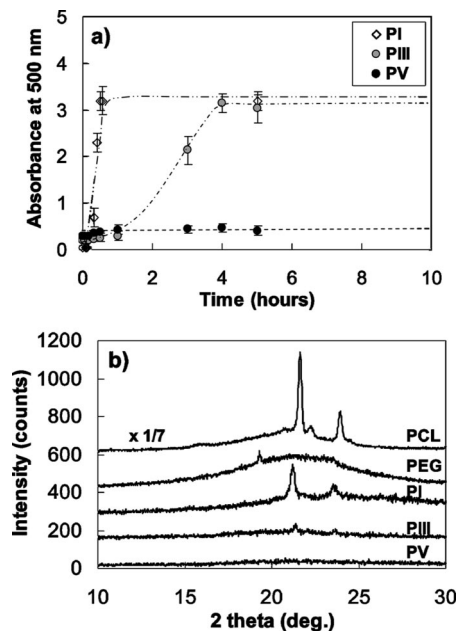 a)
PI
PIII
PV
5
4
3
2
1
0
Absorbance at 500 nm
0 2 4 6 8 10
Time (hours)
b)
1200
1000
800
600
400
200
0
Intensity (counts)
x 1/7
PCL
PEG
PI
PIII
PV
10 15 20 25 30
2 theta (deg.)